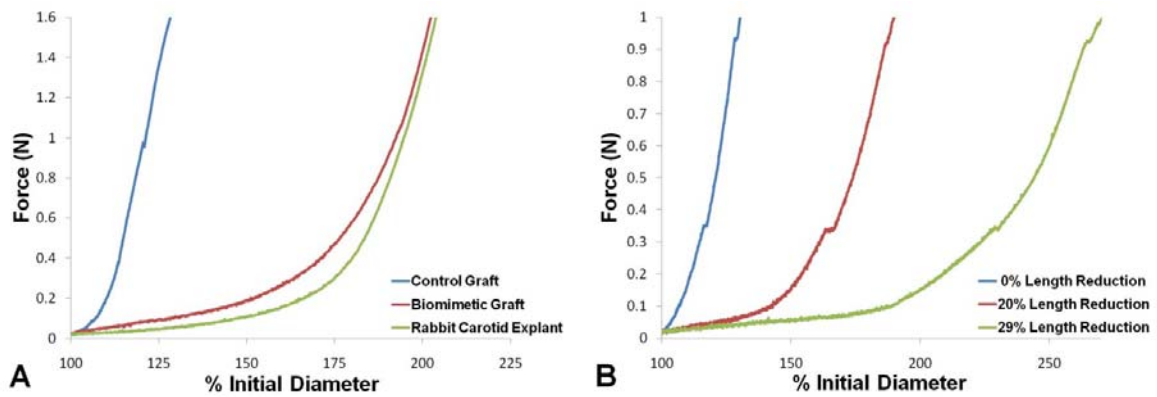 1.6
1.4
1.2
1
0.8
0.6
0.4
0.2
0
Force (N)
100
125
150
175
200
225
% Initial Diameter
Control Graft
Biomimetic Graft
Rabbit Carotid Explant
A
1
0.9
0.8
0.7
0.6
0.5
0.4
0.3
0.2
0.1
0
Force (N)
100
150
200
250
% Initial Diameter
0% Length Reduction
20% Length Reduction
29% Length Reduction
B